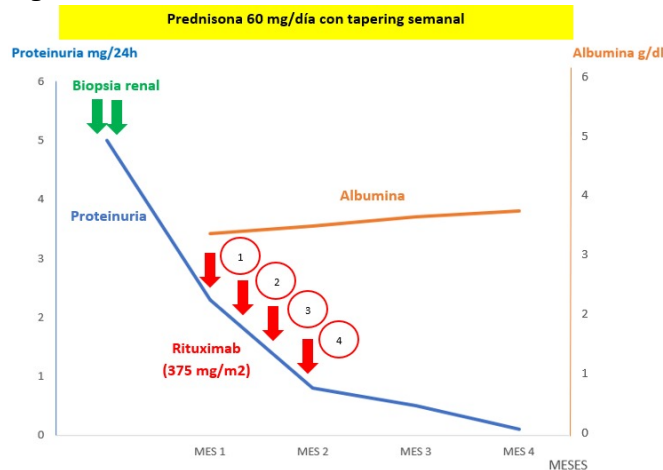 Prednisona 60 mg/día con tapering semanal
Proteinuria mg/24h
Albumina g/dl
6
5
4
3
2
1
0
Biopsia renal
Proteinuria
Albumina
1
2
3
4
Rituximab
(375 mg/m2)
6
5
4
3
2
1
0
MES 1
MES 2
MES 3
MES 4
MESES